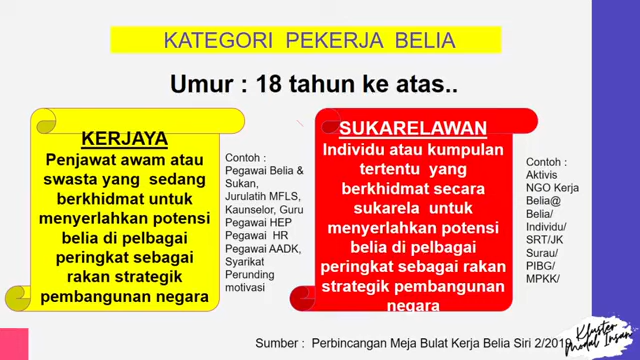 KATEGORI PEKERJA BELIA
Umur : 18 tahun ke atas..
KERJAYA
Penjawat awam atau
swasta yang sedang
berkhidmat untuk
menyerlahkan potensi
belia di pelbagai
peringkat sebagai
rakan strategik
pembangunan negara
Contoh :
Pegawai Belia &
Sukan,
Jurulatih MFLS,
Kaunselor, Guru
Pegawai HEP
Pegawai HR
Pegawai AADK,
Syarikat
Perunding
motivasi
SUKARELAWAN
Individu atau kumpulan
tertentu yang
berkhidmat secara
sukarela untuk
menyerlahkan potensi
belia di pelbagai
peringkat sebagai rakan
strategik pembangunan
negara
Contoh :
Aktivis
NGO Kerja
Belia@
Belia/
Individu/
SRT/JK
Surau/
PIBG/
MPKK/
Sumber : Perbincangan Meja Bulat Kerja Belia Siri 2/2019
Kluster
Modal Insan